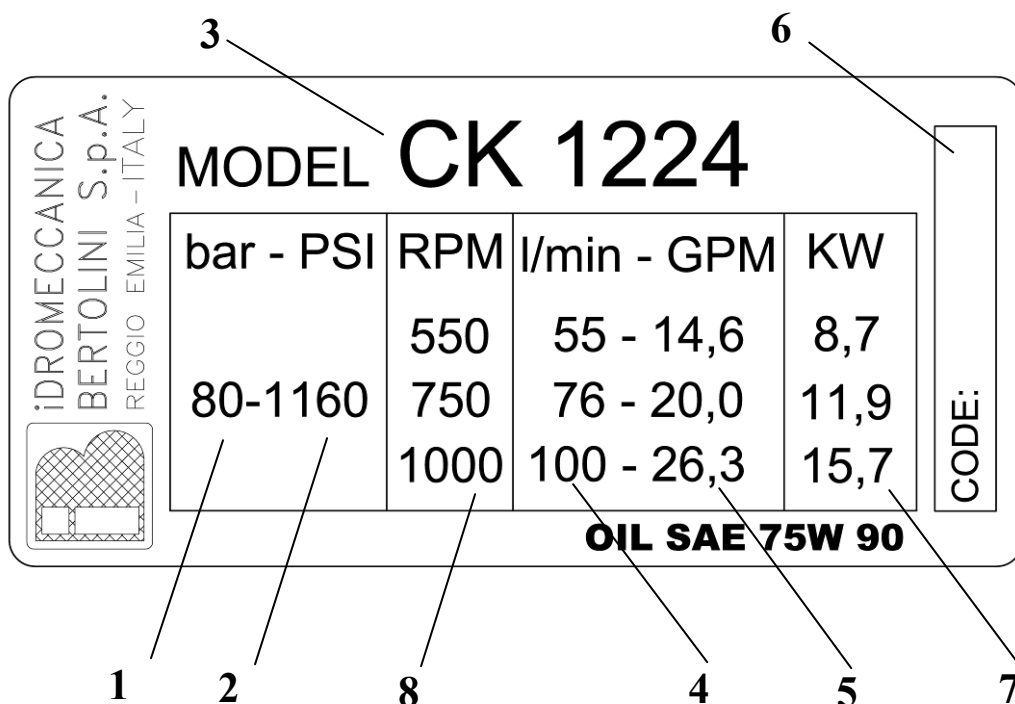 3
6
iDROMECCANICA
BERTOLINI S.p.A.
REGGIO EMILIA – ITALY
MODEL CK 1224
bar - PSI RPM l/min - GPM KW
550 55 - 14,6 8,7
80-1160 750 76 - 20,0 11,9
1000 100 - 26,3 15,7
CODE:
OIL SAE 75W 90
1 2 8 4 5 7